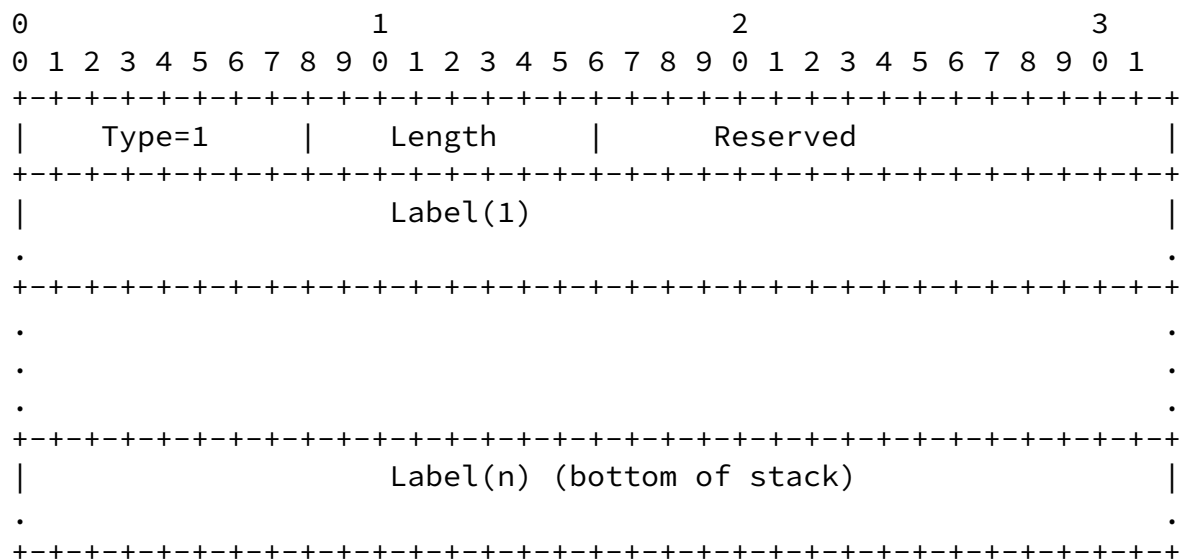 0                   1                   2                   3
0 1 2 3 4 5 6 7 8 9 0 1 2 3 4 5 6 7 8 9 0 1 2 3 4 5 6 7 8 9 0 1
+-+-+-+-+-+-+-+-+-+-+-+-+-+-+-+-+-+-+-+-+-+-+-+-+-+-+-+-+-+-+-+-+
|    Type=1     |    Length     |      Reserved                 |
+-+-+-+-+-+-+-+-+-+-+-+-+-+-+-+-+-+-+-+-+-+-+-+-+-+-+-+-+-+-+-+-+
|                    Label(1)                                   |
.                                                               .
+-+-+-+-+-+-+-+-+-+-+-+-+-+-+-+-+-+-+-+-+-+-+-+-+-+-+-+-+-+-+-+-+
.                                                               .
.                                                               .
.                                                               .
+-+-+-+-+-+-+-+-+-+-+-+-+-+-+-+-+-+-+-+-+-+-+-+-+-+-+-+-+-+-+-+-+
|                    Label(n) (bottom of stack)                 |
.                                                               .
+-+-+-+-+-+-+-+-+-+-+-+-+-+-+-+-+-+-+-+-+-+-+-+-+-+-+-+-+-+-+-+-+